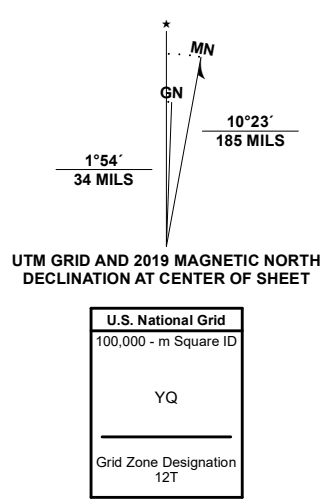 ★
MN
GN
10°23´
185 MILS
1°54´
34 MILS
UTM GRID AND 2019 MAGNETIC NORTH
DECLINATION AT CENTER OF SHEET
U.S. National Grid
100,000 - m Square ID
YQ
Grid Zone Designation
12T